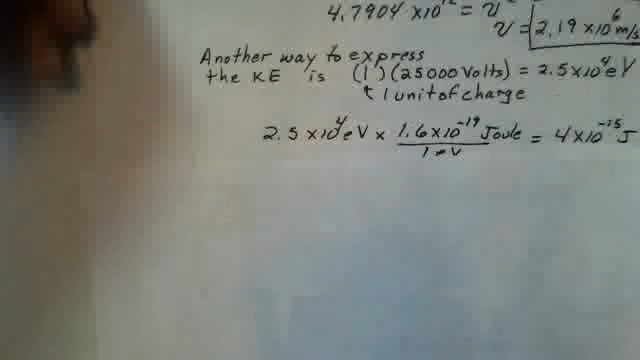 4.7904 X10¹² = v²
v = 2.19 X10⁶ m/s
Another way to express
the KE is (1)(25000 Volts) = 2.5X10⁴ eV
↑ 1 unit of charge
2.5 X10⁴ eV X 1.6X10⁻¹⁹ Joule / 1 eV = 4X10⁻¹⁵ J